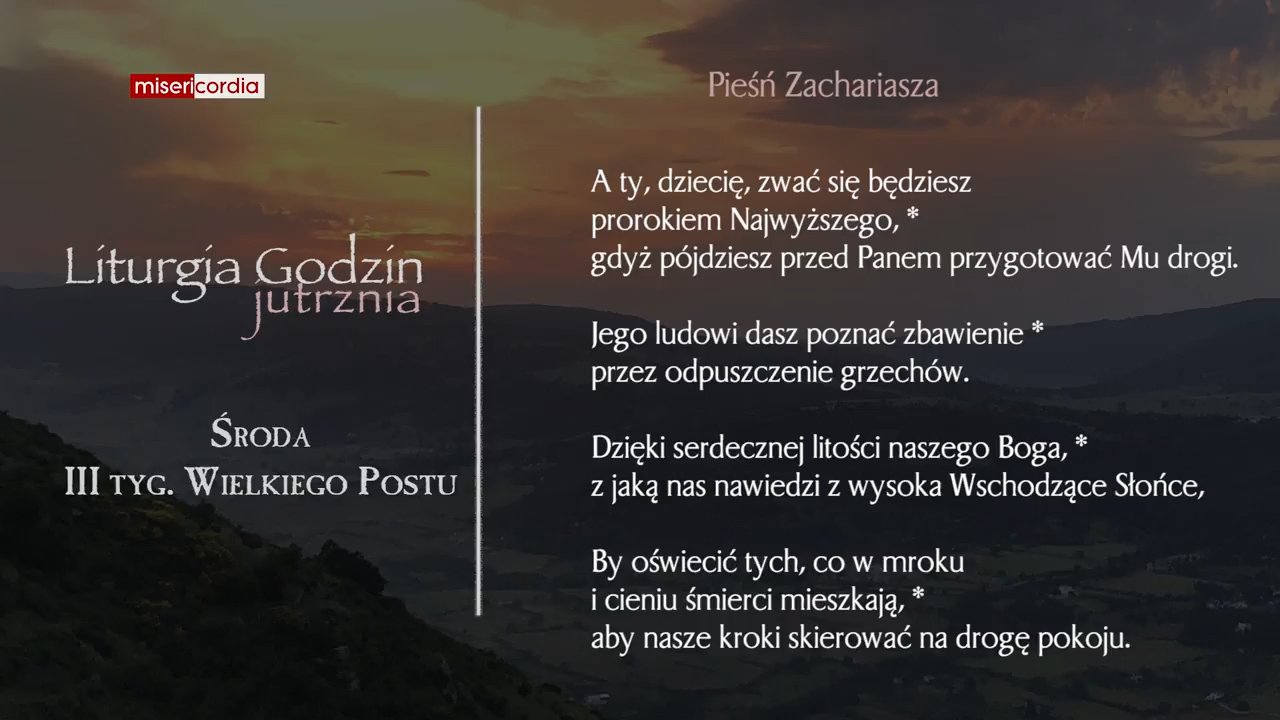 misericordia
Liturgia Godzin
jutrznia
Środa
III tyg. Wielkiego Postu
Pieśń Zachariasza
A ty, dziecię, zwać się będziesz
prorokiem Najwyższego, *
gdyż pójdziesz przed Panem przygotować Mu drogi.
Jego ludowi dasz poznać zbawienie *
przez odpuszczenie grzechów.
Dzięki serdecznej litości naszego Boga, *
z jaką nas nawiedzi z wysoka Wschodzące Słońce,
By oświecić tych, co w mroku
i cieniu śmierci mieszkają, *
aby nasze kroki skierować na drogę pokoju.